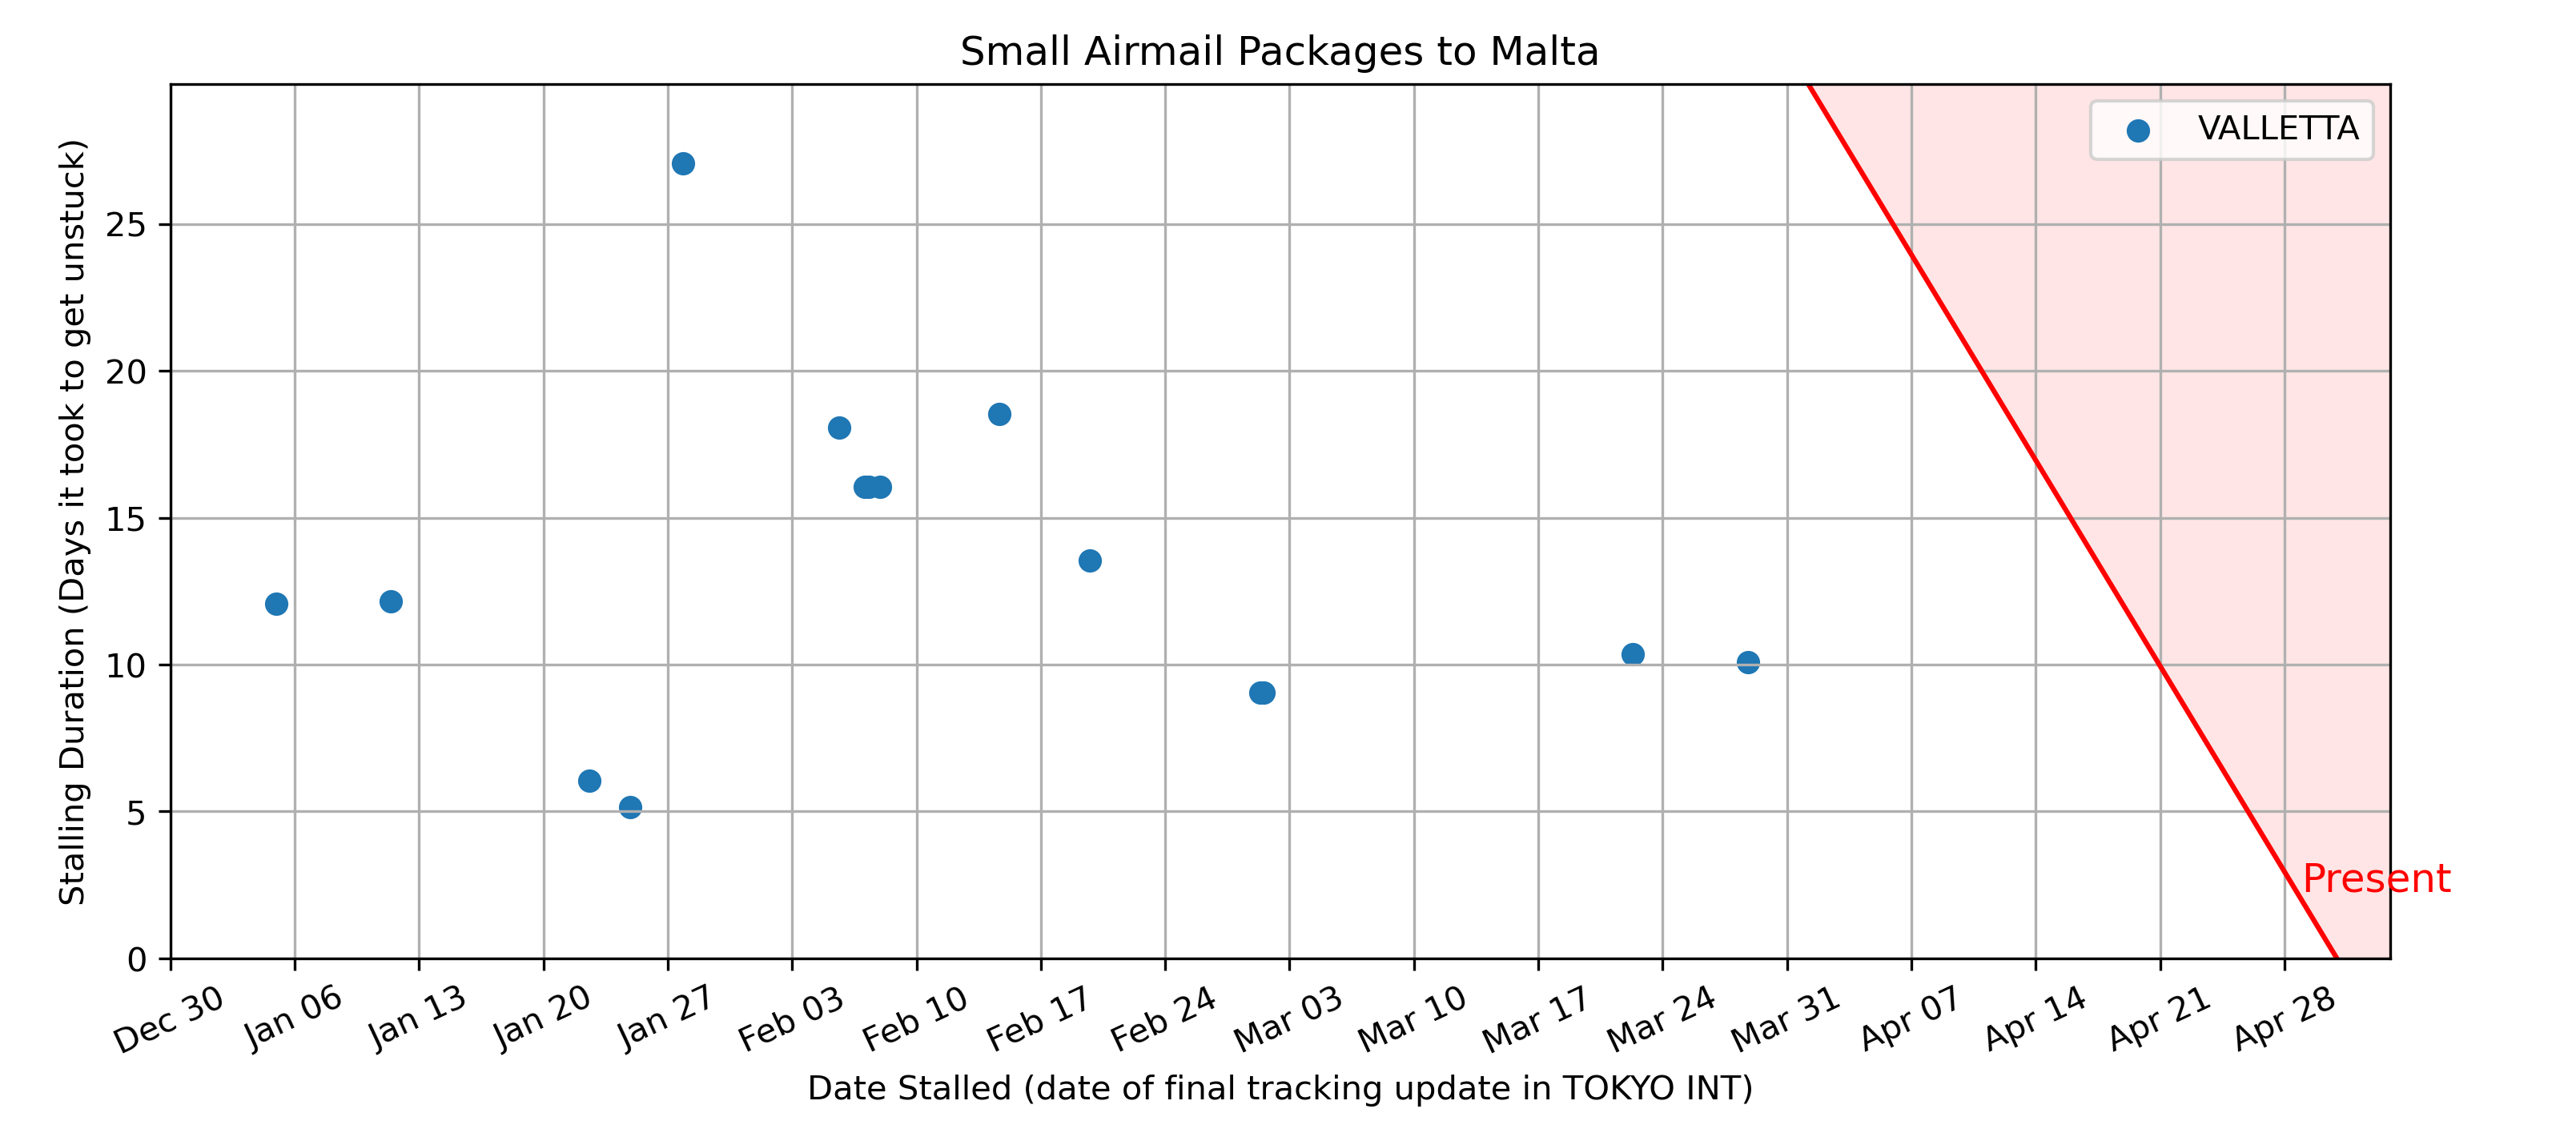 Small Airmail Packages to Malta
VALLETTA
Stalling Duration (Days it took to get unstuck)
25
20
15
10
5
0
Present
Dec 30
Jan 06
Jan 13
Jan 20
Jan 27
Feb 03
Feb 10
Feb 17
Feb 24
Mar 03
Mar 10
Mar 17
Mar 24
Mar 31
Apr 07
Apr 14
Apr 21
Apr 28
Date Stalled (date of final tracking update in TOKYO INT)